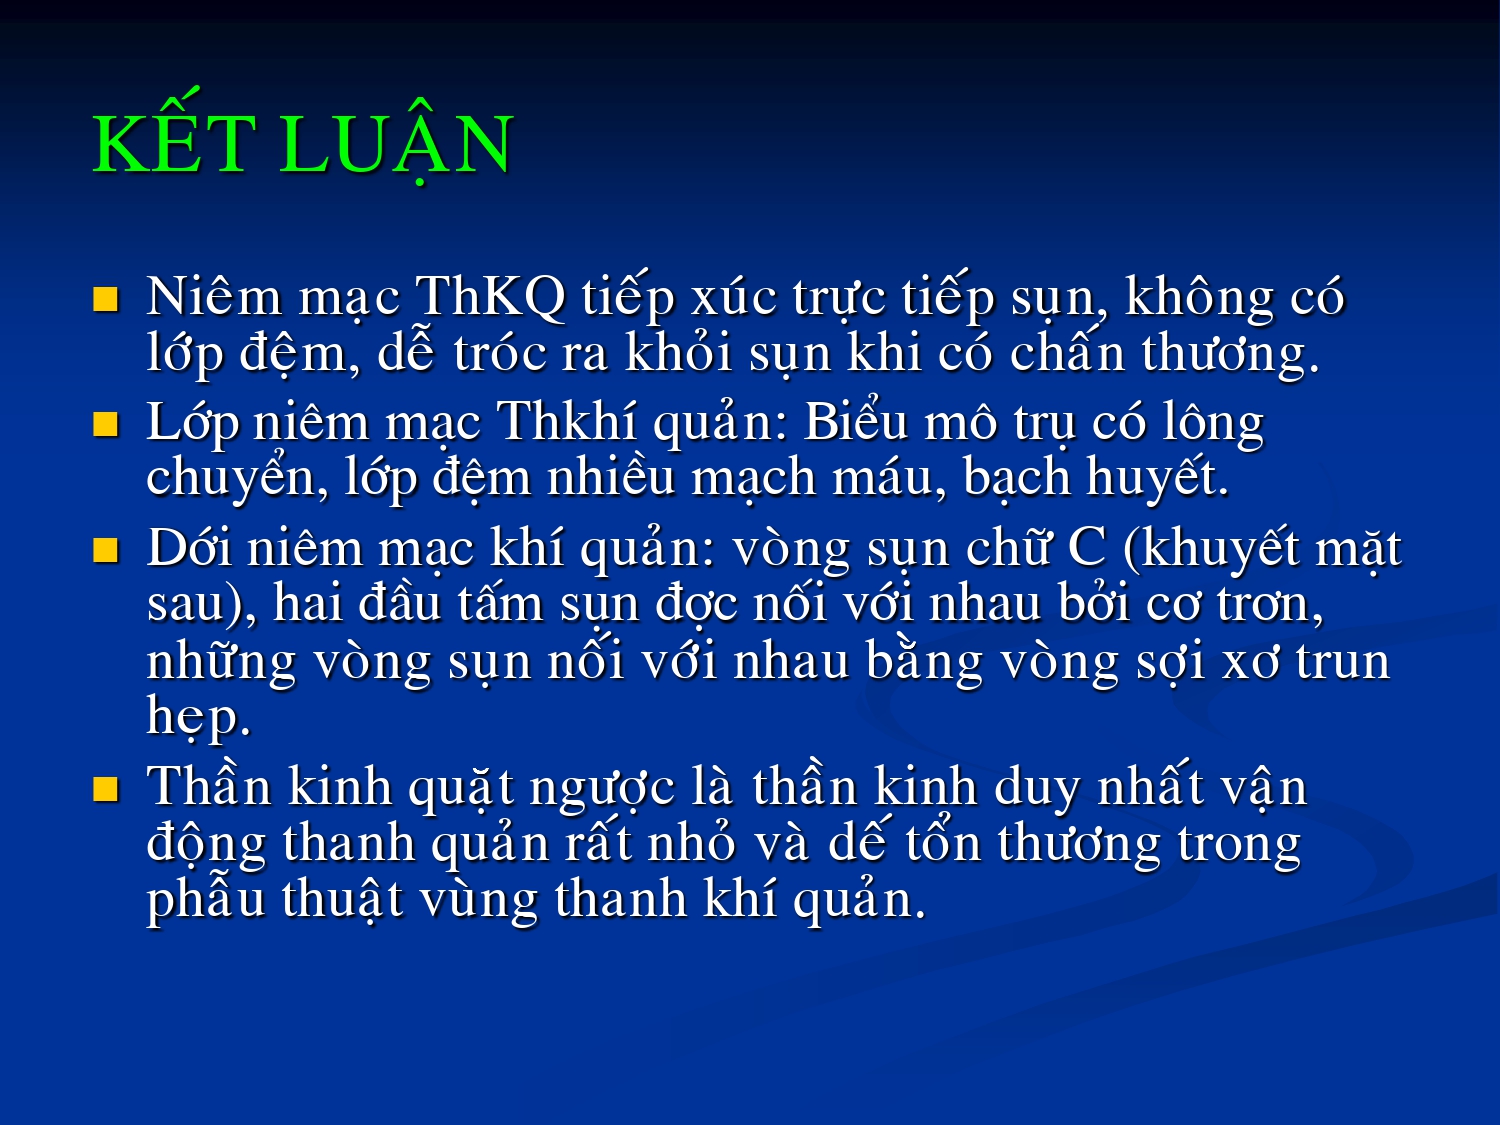 KẾT LUẬN
Niêm mạc ThKQ tiếp xúc trực tiếp sụn, không có
lớp đệm, dễ tróc ra khỏi sụn khi có chấn thương.
Lớp niêm mạc Thkhí quản: Biểu mô trụ có lông
chuyển, lớp đệm nhiều mạch máu, bạch huyết.
Dới niêm mạc khí quản: vòng sụn chữ C (khuyết mặt
sau), hai đầu tấm sụn đợc nối với nhau bởi cơ trơn,
những vòng sụn nối với nhau bằng vòng sợi xơ trun
hẹp.
Thần kinh quặt ngược là thần kinh duy nhất vận
động thanh quản rất nhỏ và dế tổn thương trong
phẫu thuật vùng thanh khí quản.